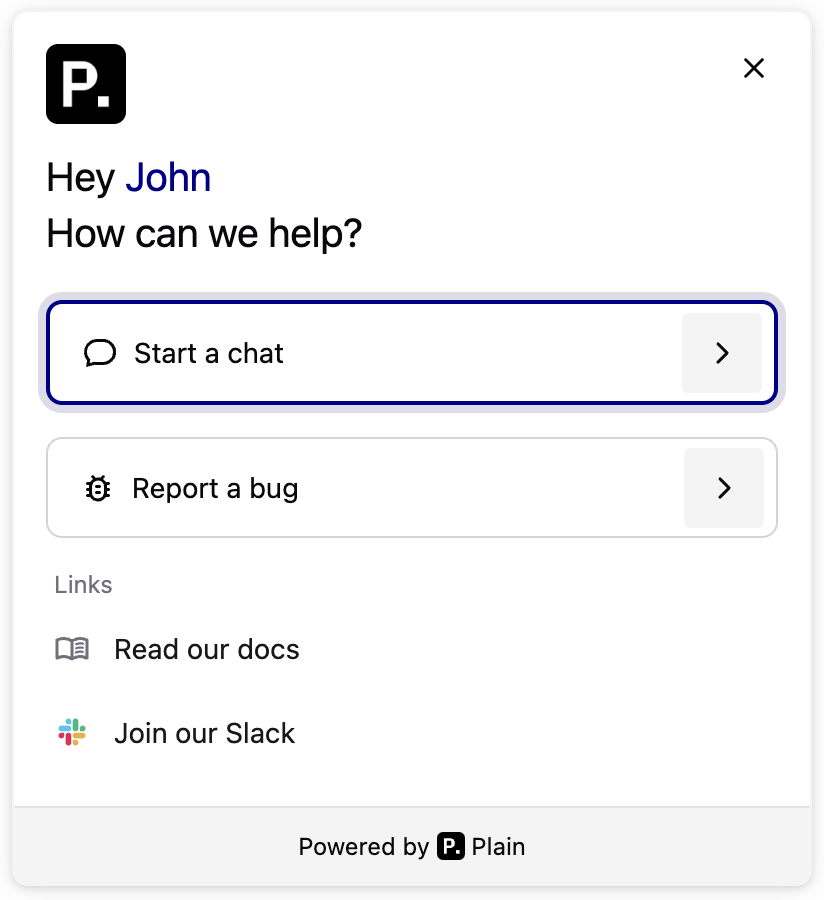 P.
Hey John
How can we help?
Start a chat
Report a bug
Links
Read our docs
Join our Slack
Powered by P. Plain